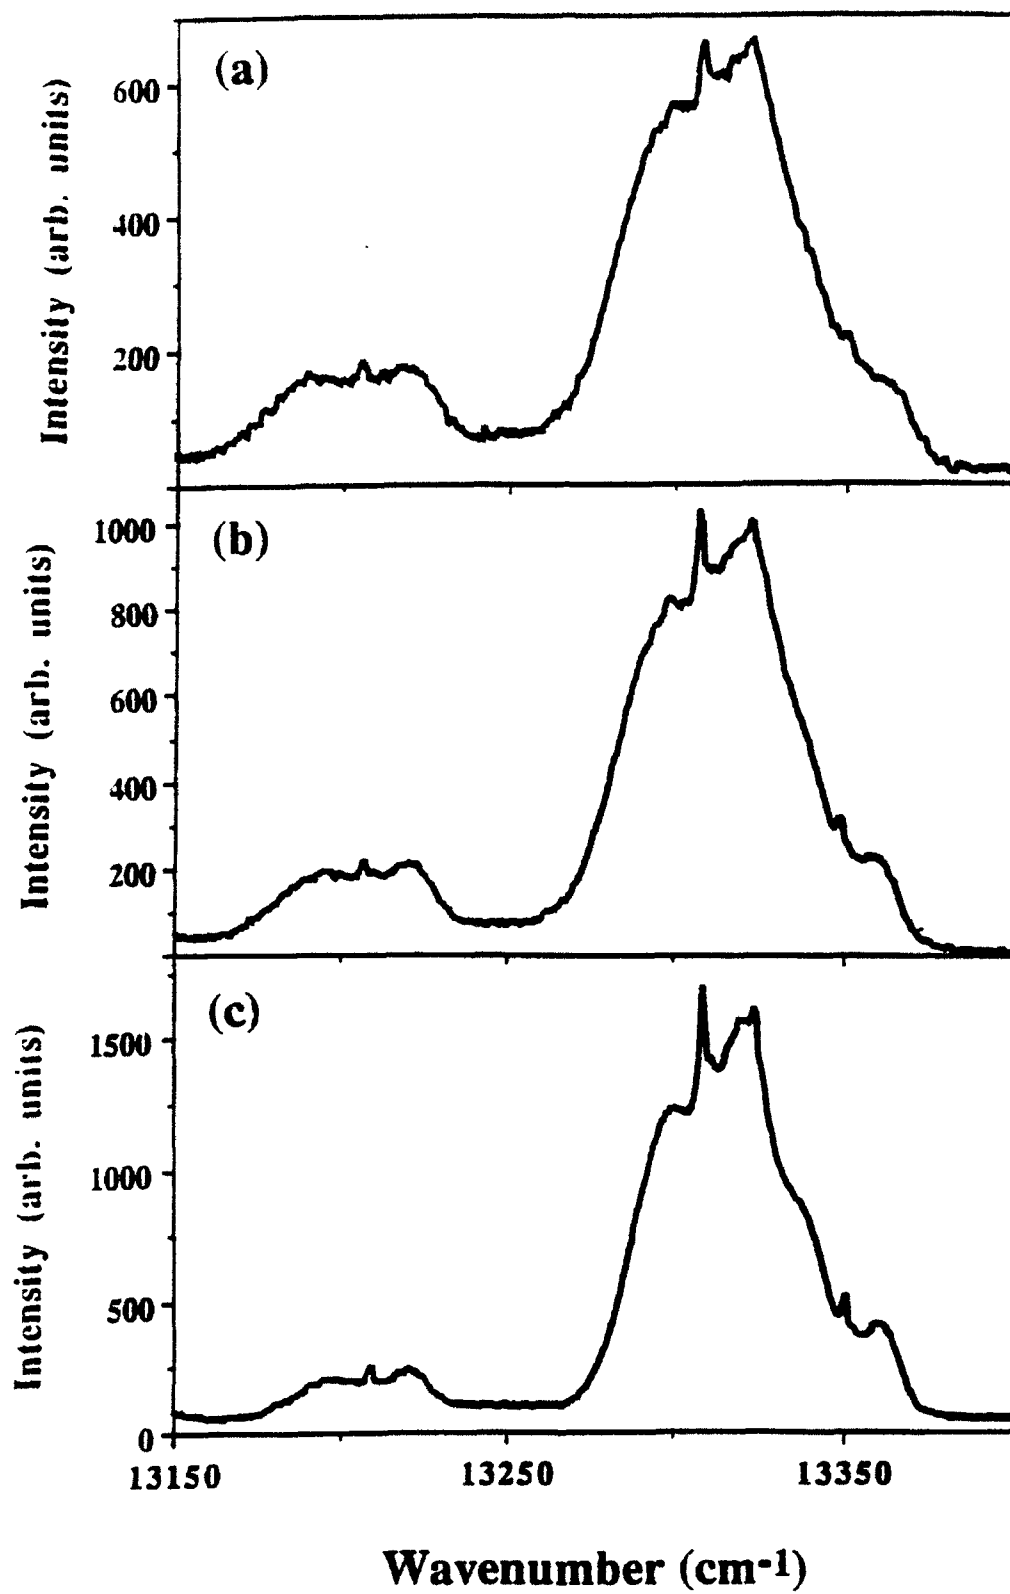 (a)
Intensity (arb. units)
600
400
200
(b)
Intensity (arb. units)
1000
800
600
400
200
(c)
Intensity (arb. units)
1500
1000
500
0
13150 13250 13350
Wavenumber (cm-1)